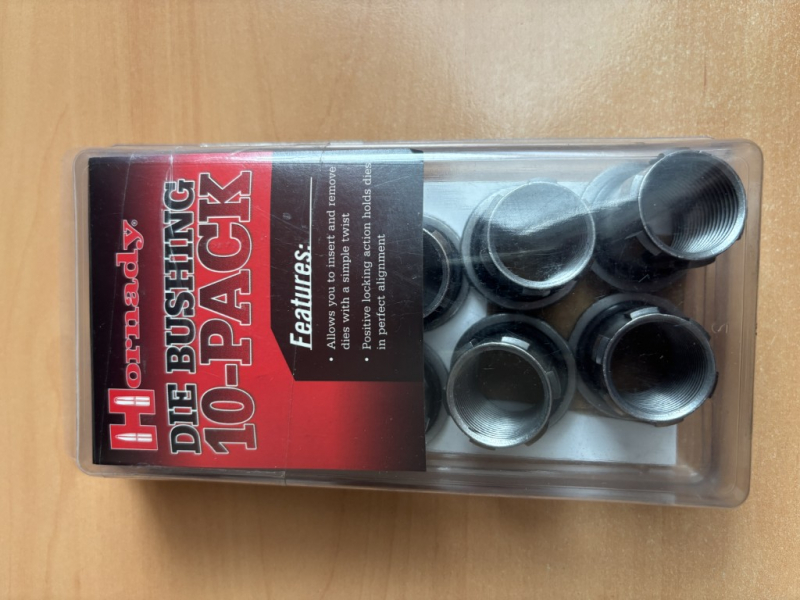 Hornady®
DIE BUSHING
10-PACK
Features:
• Allows you to insert and remove
dies with a simple twist
• Positive locking action holds dies
in perfect alignment